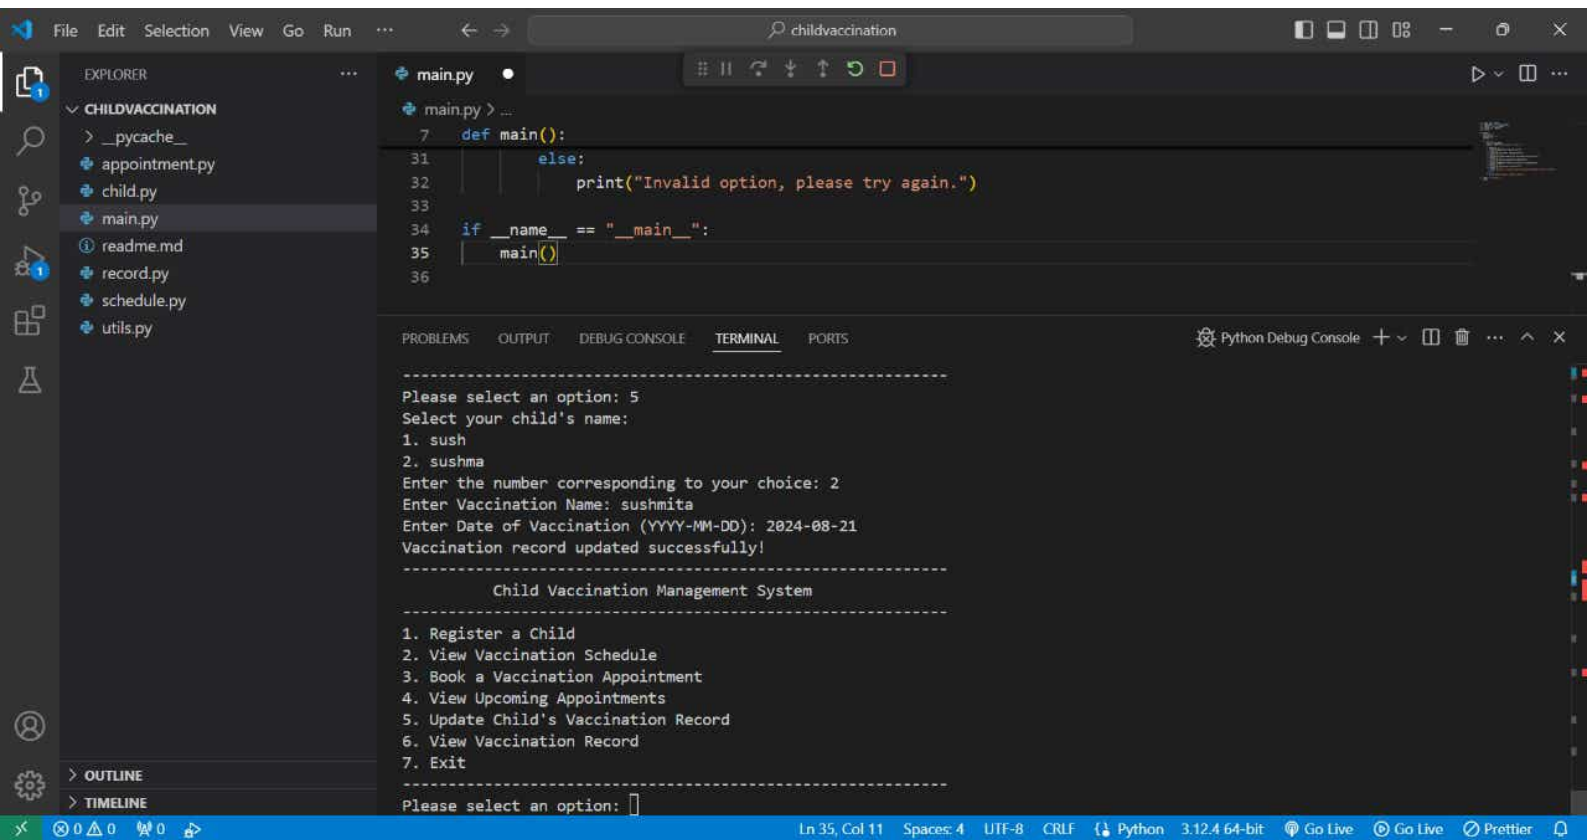 File Edit Selection View Go Run ··· childvaccination
EXPLORER ···
CHILDVACCINATION
__pycache__
appointment.py
child.py
main.py
readme.md
record.py
schedule.py
utils.py
OUTLINE
TIMELINE
1
1
main.py
main.py > ...
7 def main():
31 else:
32 print("Invalid option, please try again.")
33
34 if __name__ == "__main__":
35 main()
36
PROBLEMS OUTPUT DEBUG CONSOLE TERMINAL PORTS Python Debug Console
------------------------------------------------------------
Please select an option: 5
Select your child's name:
1. sush
2. sushma
Enter the number corresponding to your choice: 2
Enter Vaccination Name: sushmita
Enter Date of Vaccination (YYYY-MM-DD): 2024-08-21
Vaccination record updated successfully!
------------------------------------------------------------
Child Vaccination Management System
------------------------------------------------------------
1. Register a Child
2. View Vaccination Schedule
3. Book a Vaccination Appointment
4. View Upcoming Appointments
5. Update Child's Vaccination Record
6. View Vaccination Record
7. Exit
------------------------------------------------------------
Please select an option:
0 0 0 Ln 35, Col 11 Spaces: 4 UTF-8 CRLF Python 3.12.4 64-bit Go Live Go Live Prettier